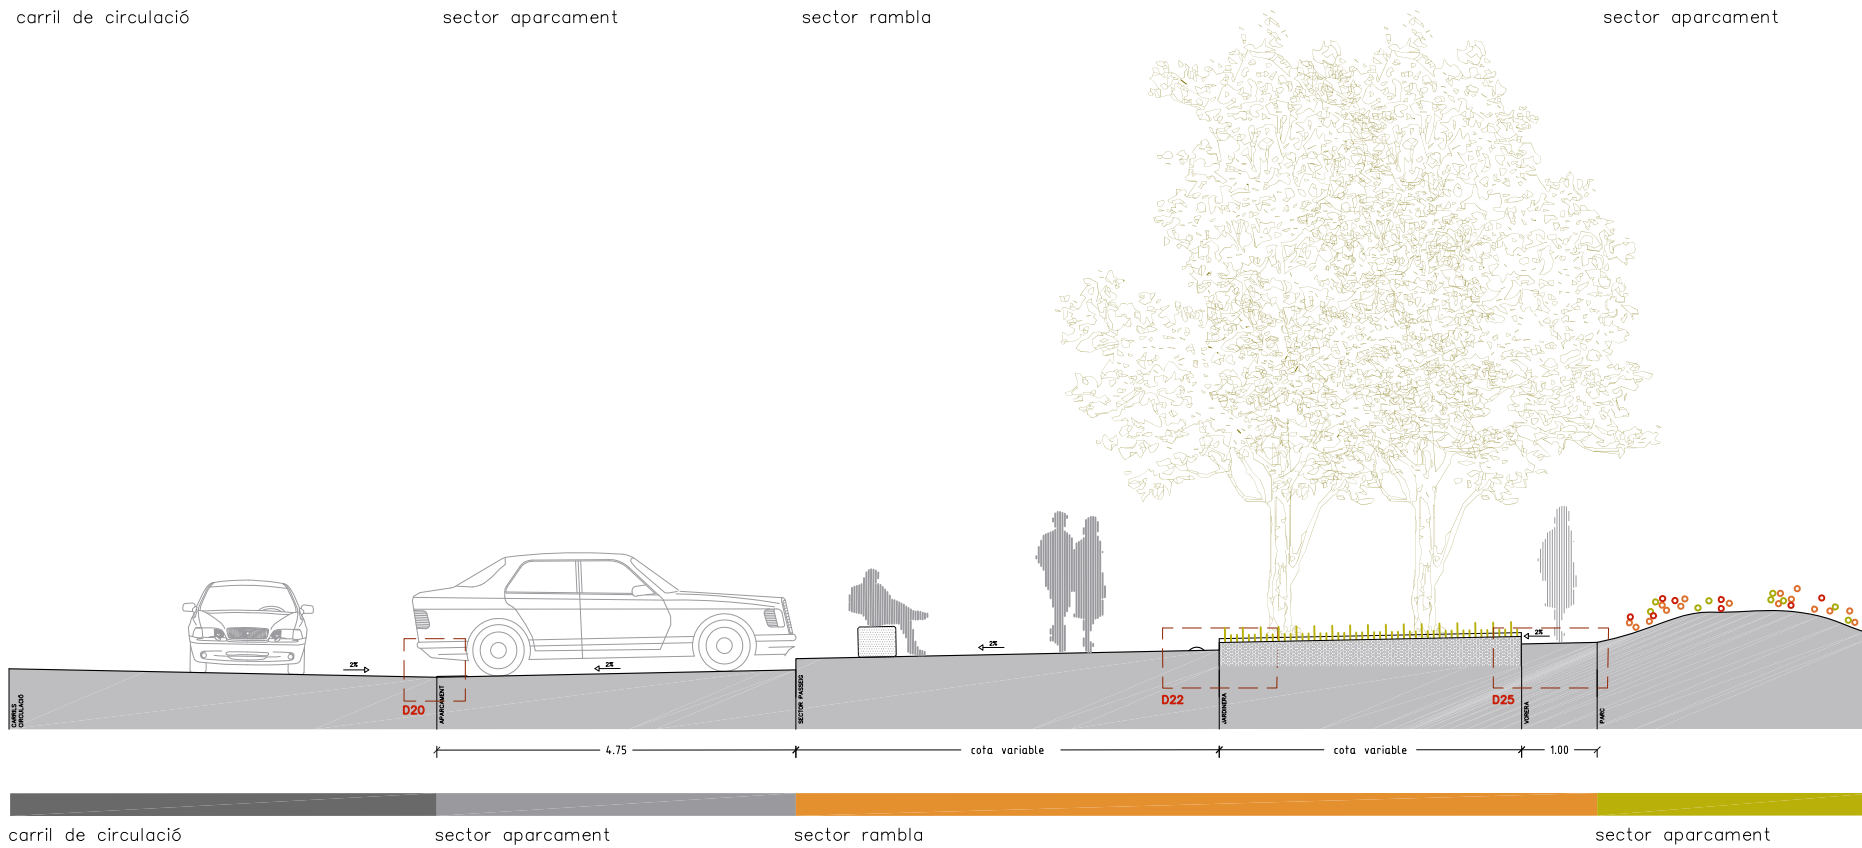 carril de circulació
sector aparcament
sector rambla
sector aparcament
2%
2%
2%
2%
D20
D22
D25
CARRILS
CIRCULACIÓ
APARCAMENT
SECTOR PASSEIG
JARDINERA
VORERA
PARC
4.75
cota variable
cota variable
1.00
carril de circulació
sector aparcament
sector rambla
sector aparcament